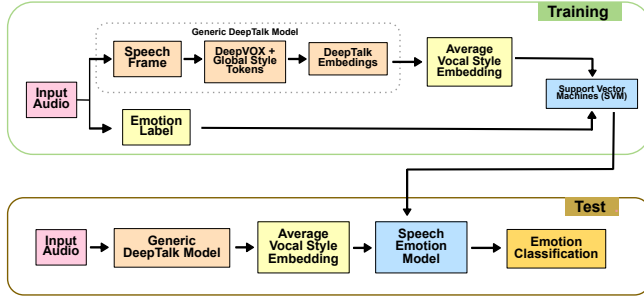 Training
Generic DeepTalk Model
Speech
Frame
DeepVOX +
Global Style
Tokens
DeepTalk
Embedings
Average
Vocal Style
Embedding
Input
Audio
Support Vector
Machines (SVM)
Emotion
Label
Test
Input
Audio
Generic
DeepTalk Model
Average
Vocal Style
Embedding
Speech
Emotion
Model
Emotion
Classification